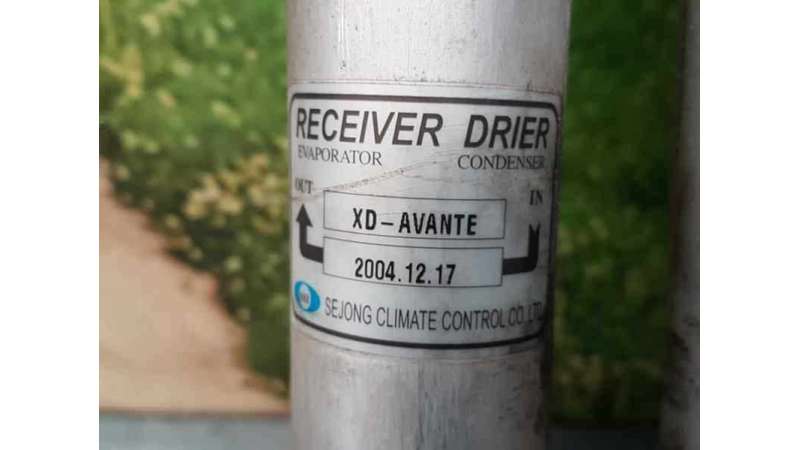 RECEIVER DRIER
EVAPORATOR CONDENSER
OUT IN
XD-AVANTE
2004.12.17
SEJONG CLIMATE CONTROL CO. LTD